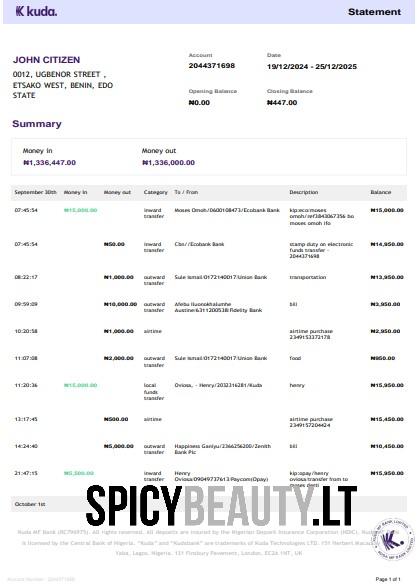 kuda.
Statement
JOHN CITIZEN
0012, UGBENOR STREET ,
ETSAKO WEST, BENIN, EDO
STATE
Account
2044371698
Date
19/12/2024 - 25/12/2025
Opening Balance
₦0.00
Closing Balance
₦447.00
Summary
Money in
₦1,336,447.00
Money out
₦1,336,000.00
September 30th Money in Money out Category To / From Description Balance
07:45:54 ₦15,000.00 inward transfer Moses Omoh/0600108473/Ecobank Bank kip:eco/moses omoh/ref3843067356 bo moses omoh ifo ₦15,000.00
07:45:54 ₦50.00 inward transfer Cbn/ /Ecobank Bank stamp duty on electronic funds transfer - 2044371698 ₦14,950.00
08:22:17 ₦1,000.00 outward transfer Sule Ismail/0172140017/Union Bank transportation ₦13,950.00
09:59:09 ₦10,000.00 outward transfer Afebu Iluonokhalumhe Austine/6311200538/Fidelity Bank bill ₦3,950.00
10:20:58 ₦1,000.00 airtime airtime purchase 2349153372178 ₦2,950.00
11:07:08 ₦2,000.00 outward transfer Sule Ismail/0172140017/Union Bank food ₦950.00
11:20:36 ₦15,000.00 local funds transfer Oviosa, - Henry/2032316281/Kuda henry ₦15,950.00
13:17:45 ₦500.00 airtime airtime purchase 2349157204424 ₦15,450.00
14:24:40 ₦5,000.00 outward transfer Happiness Ganiyu/2366256200/Zenith Bank Plc bill ₦10,450.00
21:47:15 ₦5,500.00 inward transfer Henry Oviosa/09049737613 Paycom(Opay) kip:opay/henry oviosa/transfer from to moses ₦15,950.00
October 1st
SPICYBEAUTY.LT
Kuda MF Bank (RC796975). All rights reserved. All deposits are insured by the Nigerian Deposit Insurance Corporation (NDIC). Kuda
is licensed by the Central Bank of Nigeria. "Kuda" and "Kudabank" are trademarks of Kuda Technologies LTD. 151 Herbert Macaulay
Yaba, Lagos, Nigeria. 131 Finsbury Pavement, London, EC2A 1NT, UK
Account Number - 2044371698
Page 1 of 1